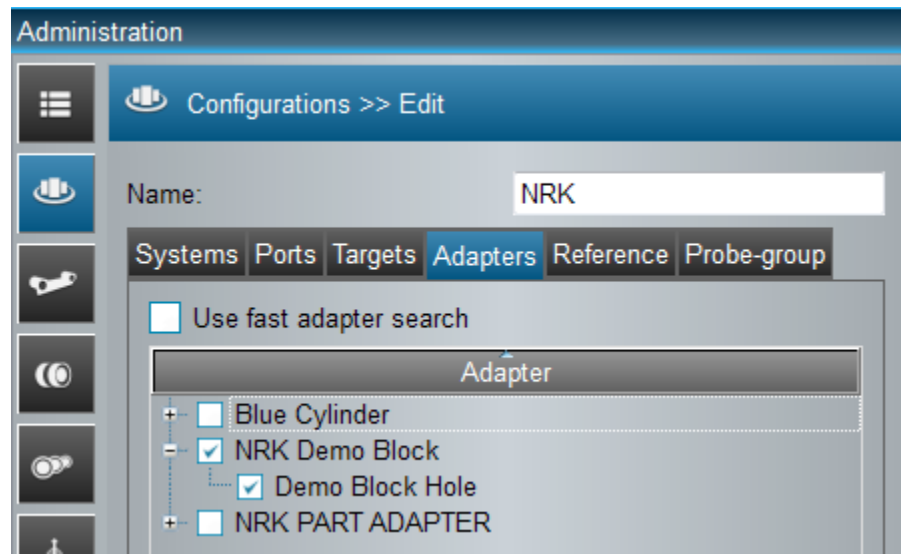 Administration
Configurations >> Edit
Name: NRK
Systems Ports Targets Adapters Reference Probe-group
Use fast adapter search
Adapter
Blue Cylinder
NRK Demo Block
Demo Block Hole
NRK PART ADAPTER